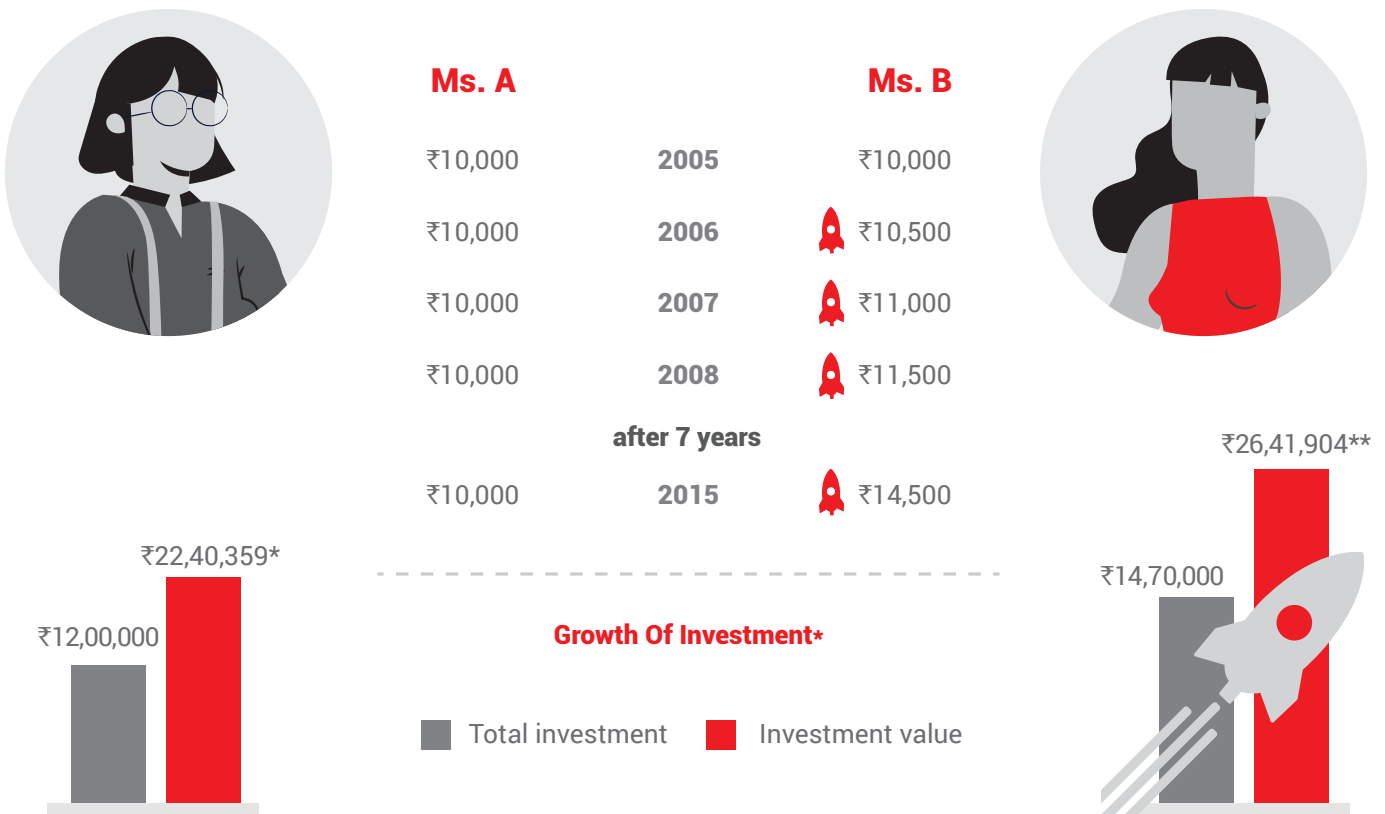 Ms. A Ms. B
₹10,000 2005 ₹10,000
₹10,000 2006 ₹10,500
₹10,000 2007 ₹11,000
₹10,000 2008 ₹11,500
after 7 years
₹10,000 2015 ₹14,500
₹22,40,359*
₹12,00,000
Growth Of Investment*
Total investment Investment value
₹26,41,904**
₹14,70,000